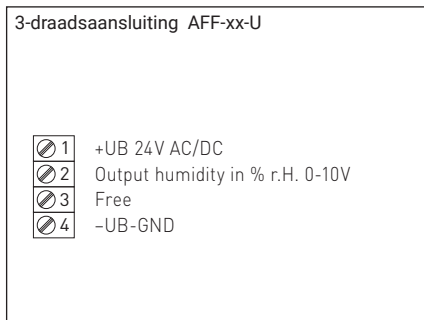 3-draadsaansluiting AFF-xx-U
1 +UB 24V AC/DC
2 Output humidity in % r.H. 0-10V
3 Free
4 –UB-GND